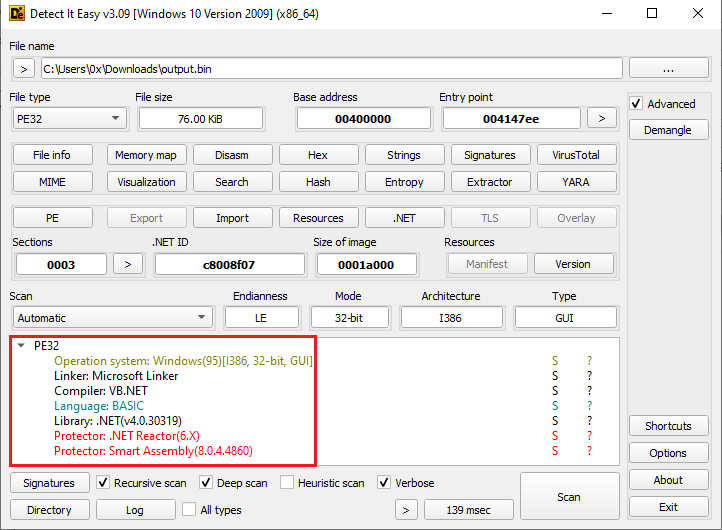 Detect It Easy v3.09 [Windows 10 Version 2009] (x86_64)
File name
> C:\Users\0x\Downloads\output.bin ...
File type File size Base address Entry point
PE32 76.00 KiB 00400000 004147ee >
Advanced
Demangle
File info Memory map Disasm Hex Strings Signatures VirusTotal
MIME Visualization Search Hash Entropy Extractor YARA
PE Export Import Resources .NET TLS Overlay
Sections .NET ID Size of image Resources
0003 > c8008f07 0001a000 Manifest Version
Scan Endianness Mode Architecture Type
Automatic LE 32-bit I386 GUI
PE32
Operation system: Windows(95)[I386, 32-bit, GUI] S ?
Linker: Microsoft Linker S ?
Compiler: VB.NET S ?
Language: BASIC S ?
Library: .NET(v4.0.30319) S ?
Protector: .NET Reactor(6.X) S ?
Protector: Smart Assembly(8.0.4.4860) S ?
Shortcuts
Options
About
Exit
Signatures Recursive scan Deep scan Heuristic scan Verbose
Directory Log All types > 139 msec Scan